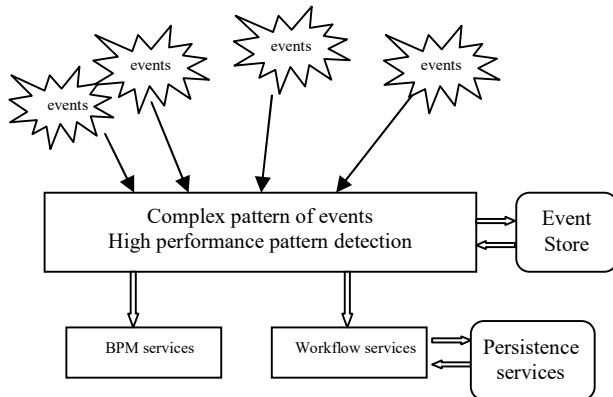 events
events
events
events
Complex pattern of events
High performance pattern detection
Event
Store
BPM services
Workflow services
Persistence
services